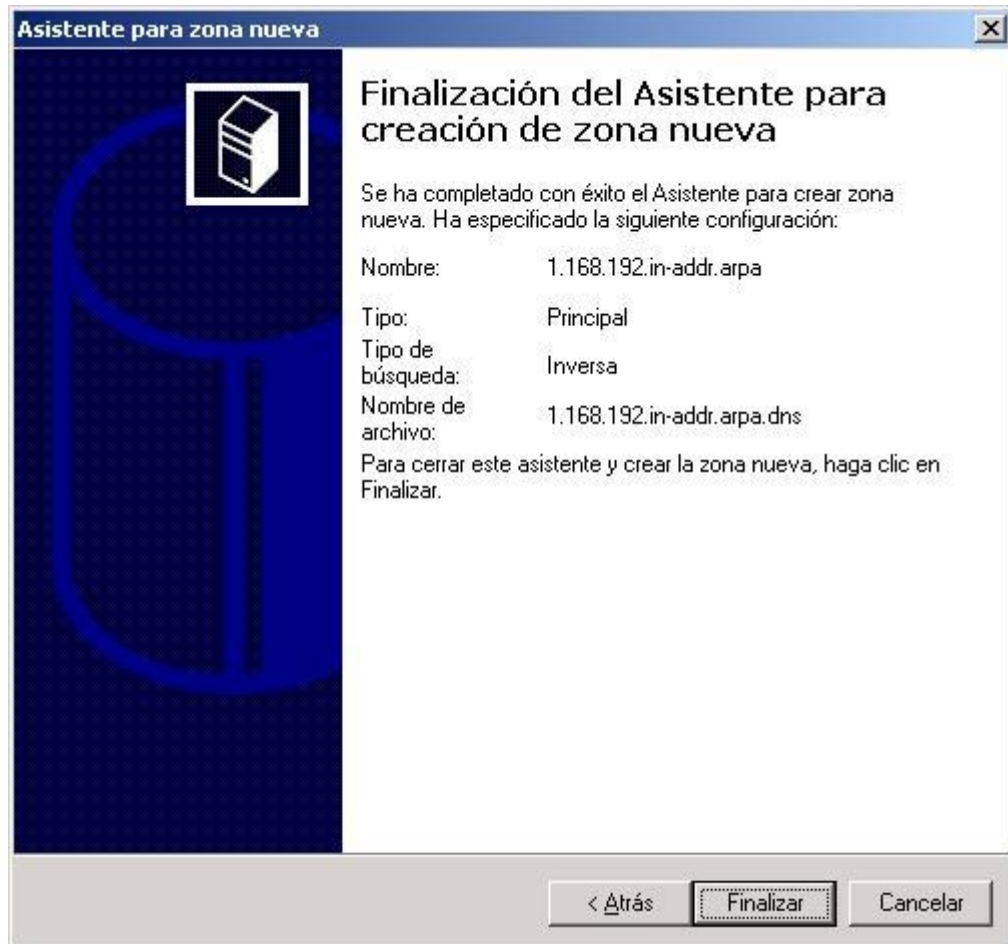 Asistente para zona nueva
Finalización del Asistente para
creación de zona nueva
Se ha completado con éxito el Asistente para crear zona
nueva. Ha especificado la siguiente configuración:
Nombre: 1.168.192.in-addr.arpa
Tipo: Principal
Tipo de
búsqueda: Inversa
Nombre de
archivo: 1.168.192.in-addr.arpa.dns
Para cerrar este asistente y crear la zona nueva, haga clic en
Finalizar.
< Atrás Finalizar Cancelar